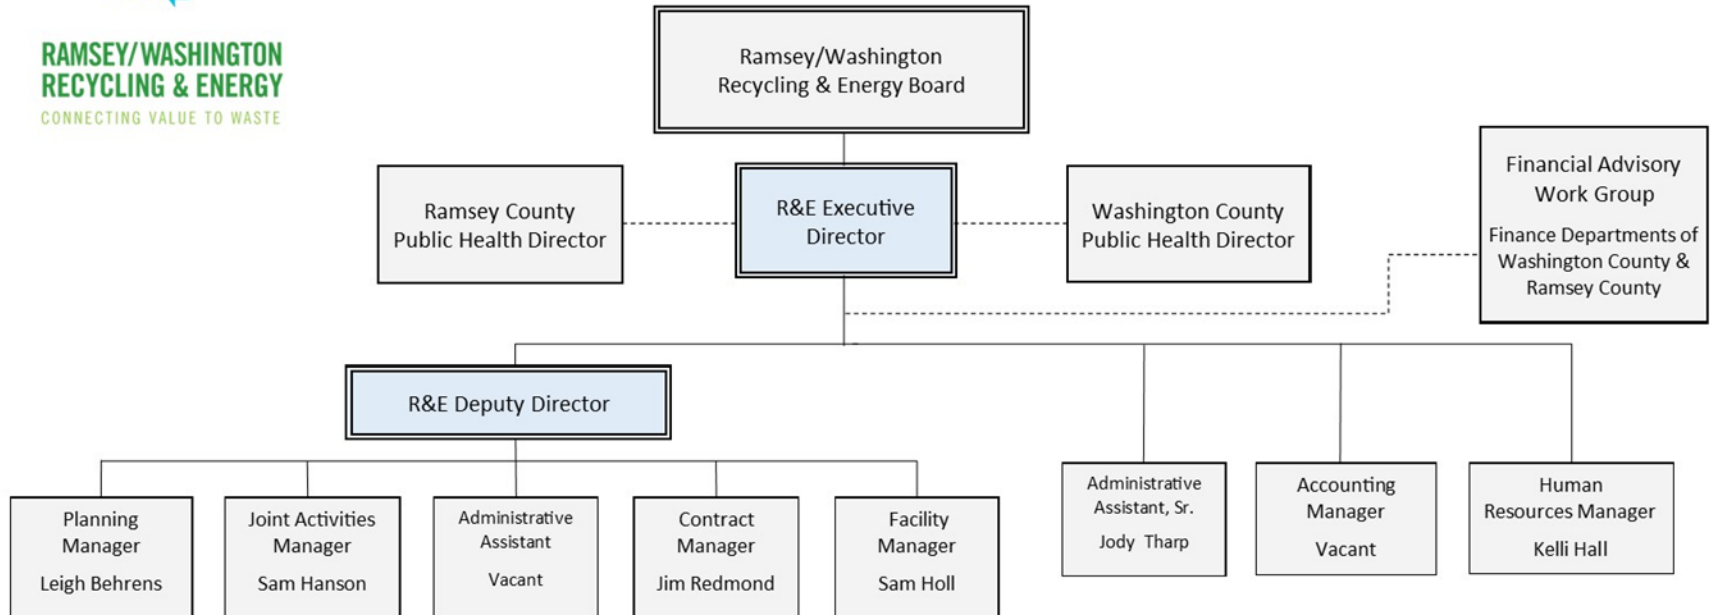 RAMSEY/WASHINGTON
RECYCLING & ENERGY
CONNECTING VALUE TO WASTE
Ramsey/Washington
Recycling & Energy Board
Ramsey County
Public Health Director
R&E Executive
Director
Washington County
Public Health Director
Financial Advisory
Work Group
Finance Departments of
Washington County &
Ramsey County
R&E Deputy Director
Planning
Manager
Leigh Behrens
Joint Activities
Manager
Sam Hanson
Administrative
Assistant
Vacant
Contract
Manager
Jim Redmond
Facility
Manager
Sam Holl
Administrative
Assistant, Sr.
Jody Tharp
Accounting
Manager
Vacant
Human
Resources Manager
Kelli Hall